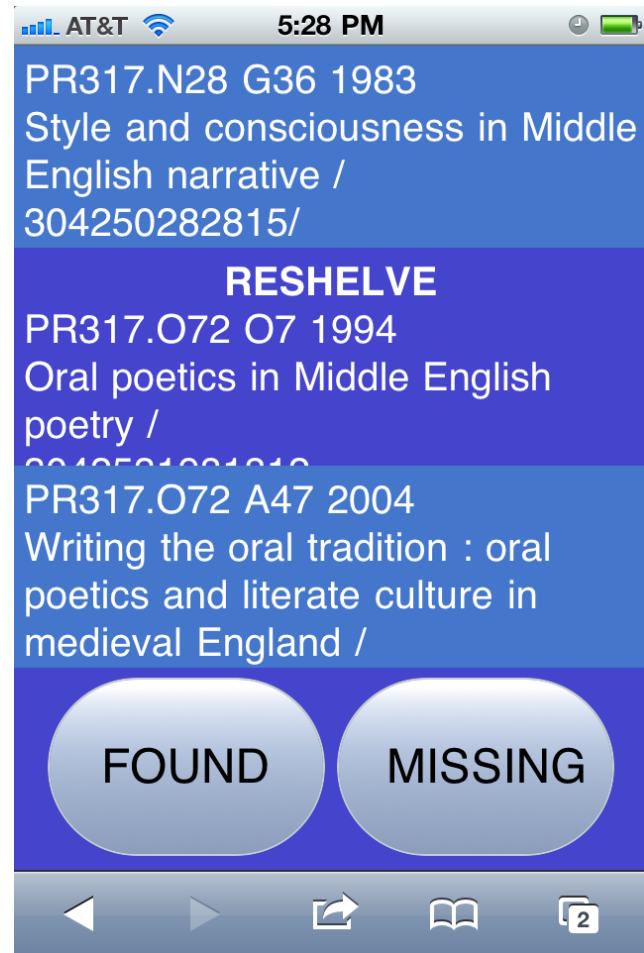 AT&T 5:28 PM
PR317.N28 G36 1983
Style and consciousness in Middle
English narrative /
304250282815/
RESHELVE
PR317.O72 O7 1994
Oral poetics in Middle English
poetry /
PR317.O72 A47 2004
Writing the oral tradition : oral
poetics and literate culture in
medieval England /
FOUND MISSING
2